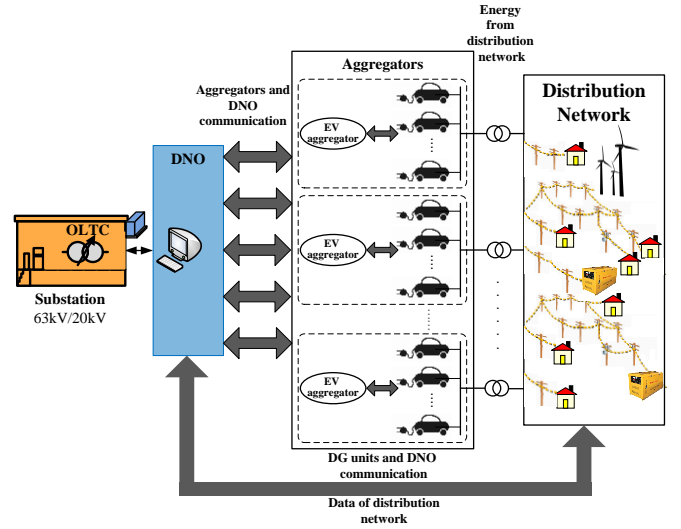 Energy
from
distribution
network
Aggregators
Aggregators and
DNO
communication
Distribution
Network
DNO
EV
aggregator
OLTC
EV
aggregator
Substation
63kV/20kV
EV
aggregator
DG units and DNO
communication
Data of distribution
network